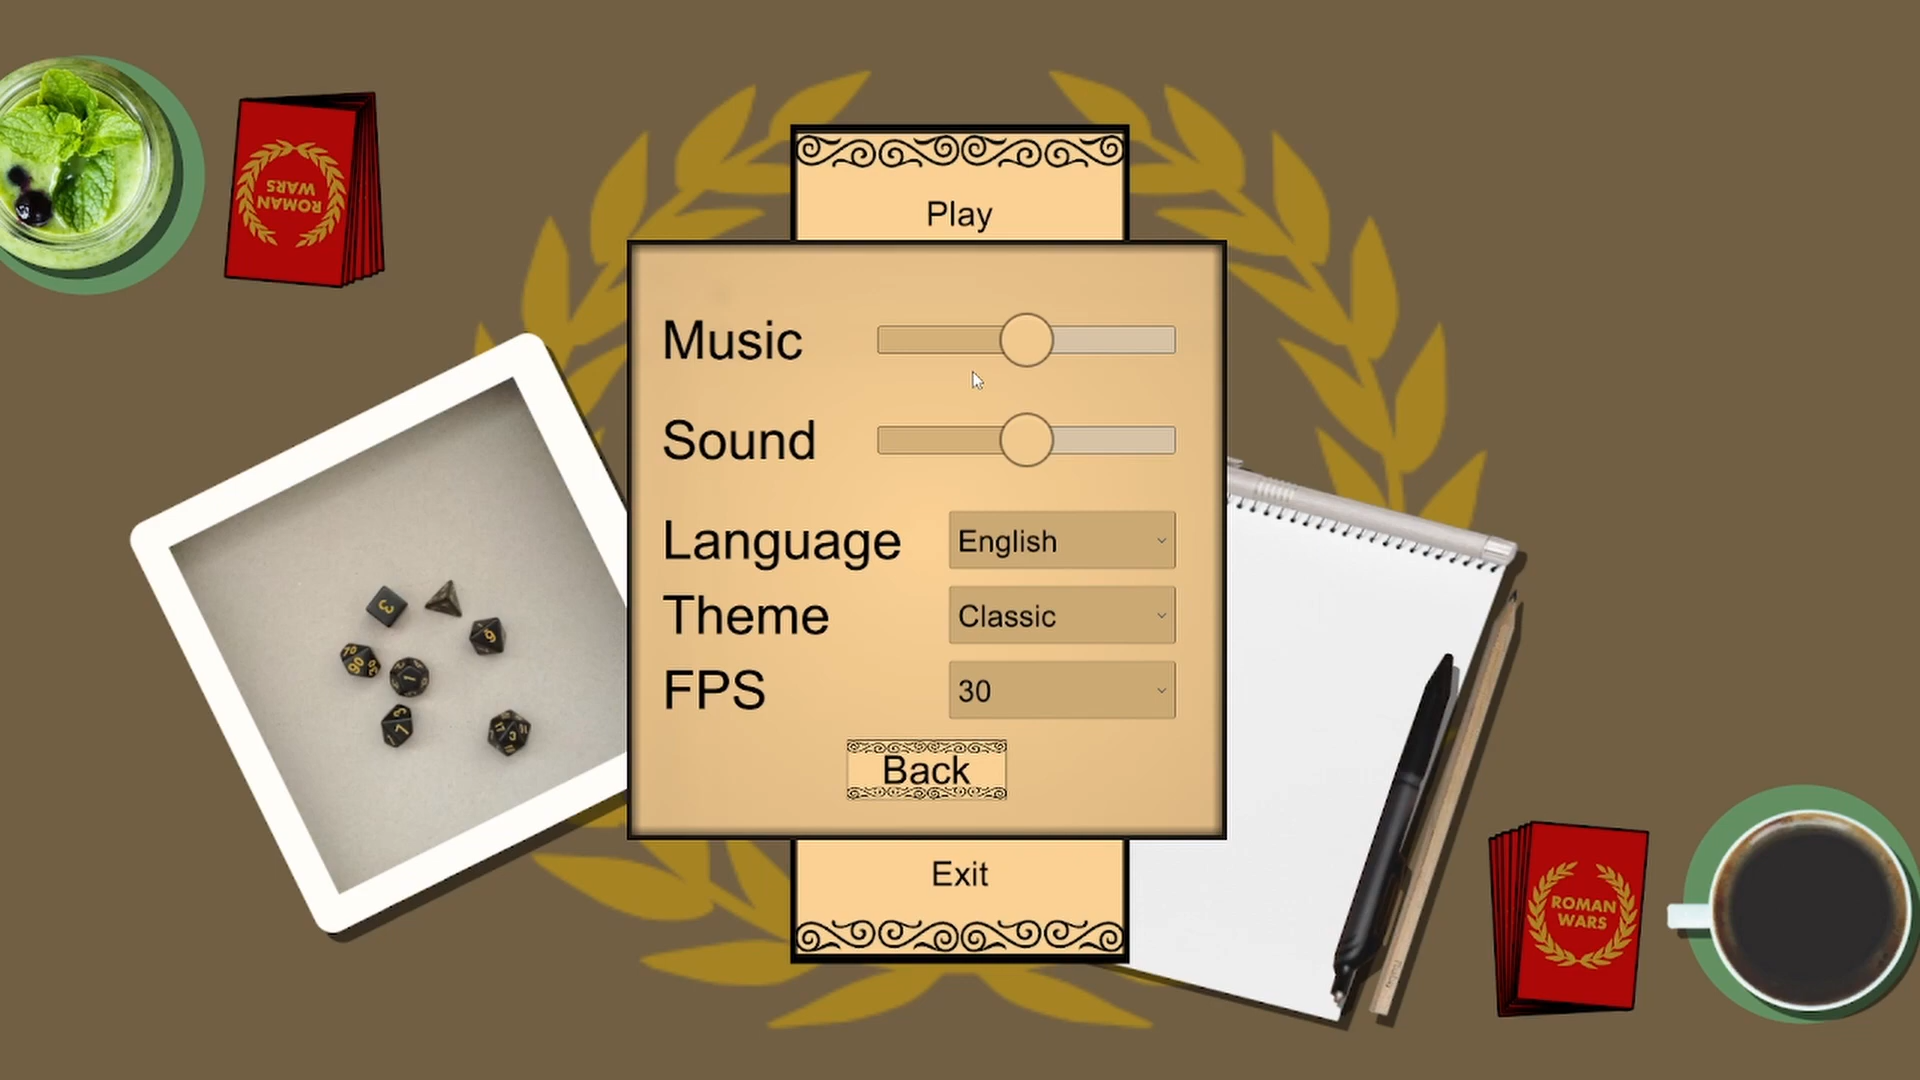 ROMAN
WARS
Play
Music
Sound
Language
English
Theme
Classic
FPS
30
Back
Exit
ROMAN
WARS